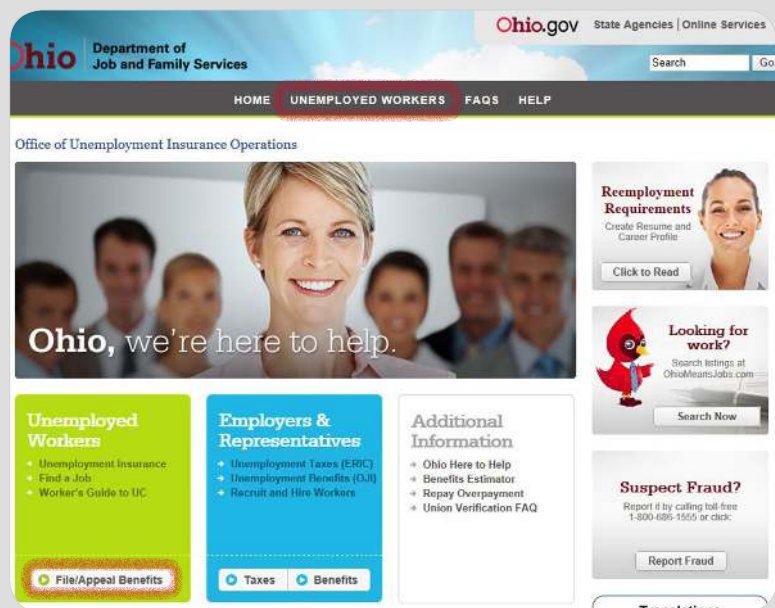 Ohio.gov State Agencies | Online Services
Ohio Department of
Job and Family Services
Search Go
HOME UNEMPLOYED WORKERS FAQS HELP
Office of Unemployment Insurance Operations
Ohio, we're here to help.
Reemployment
Requirements
Create Resume and
Career Profile
Click to Read
Looking for
work?
Search listings at
OhioMeansJobs.com
Search Now
Unemployed
Workers
Unemployment Insurance
Find a Job
Worker's Guide to UC
File/Appeal Benefits
Employers &
Representatives
Unemployment Taxes (ERIC)
Unemployment Benefits (OJI)
Recruit and Hire Workers
Taxes Benefits
Additional
Information
Ohio Here to Help
Benefits Estimator
Repay Overpayment
Union Verification FAQ
Suspect Fraud?
Report it by calling toll-free
1-800-686-1555 or click:
Report Fraud